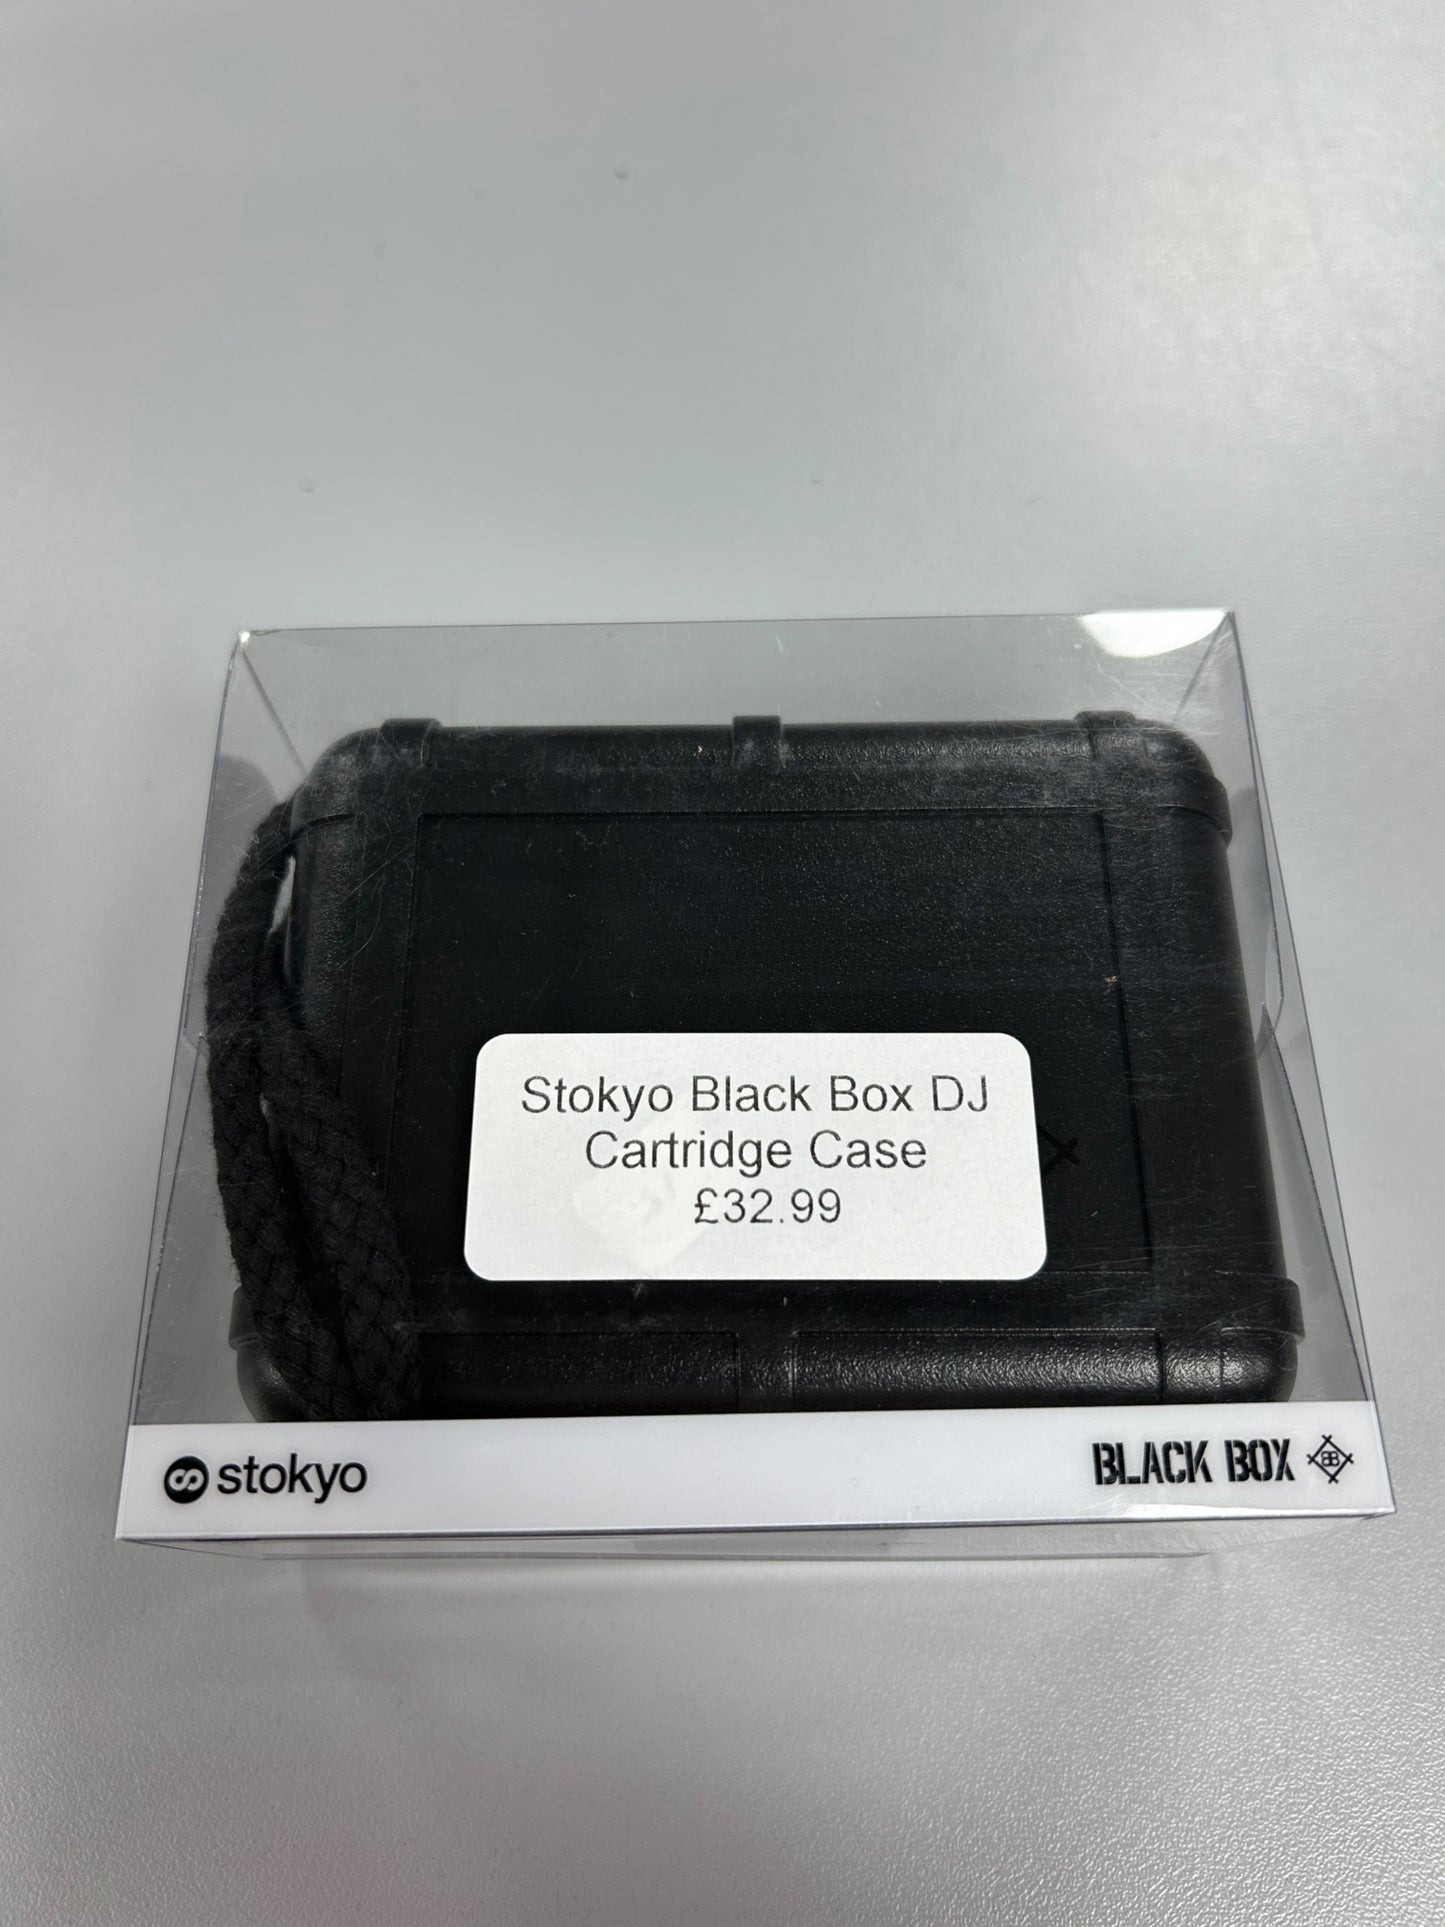 Stokyo Black Box DJ
Cartridge Case
£32.99
stokyo
BLACK BOX